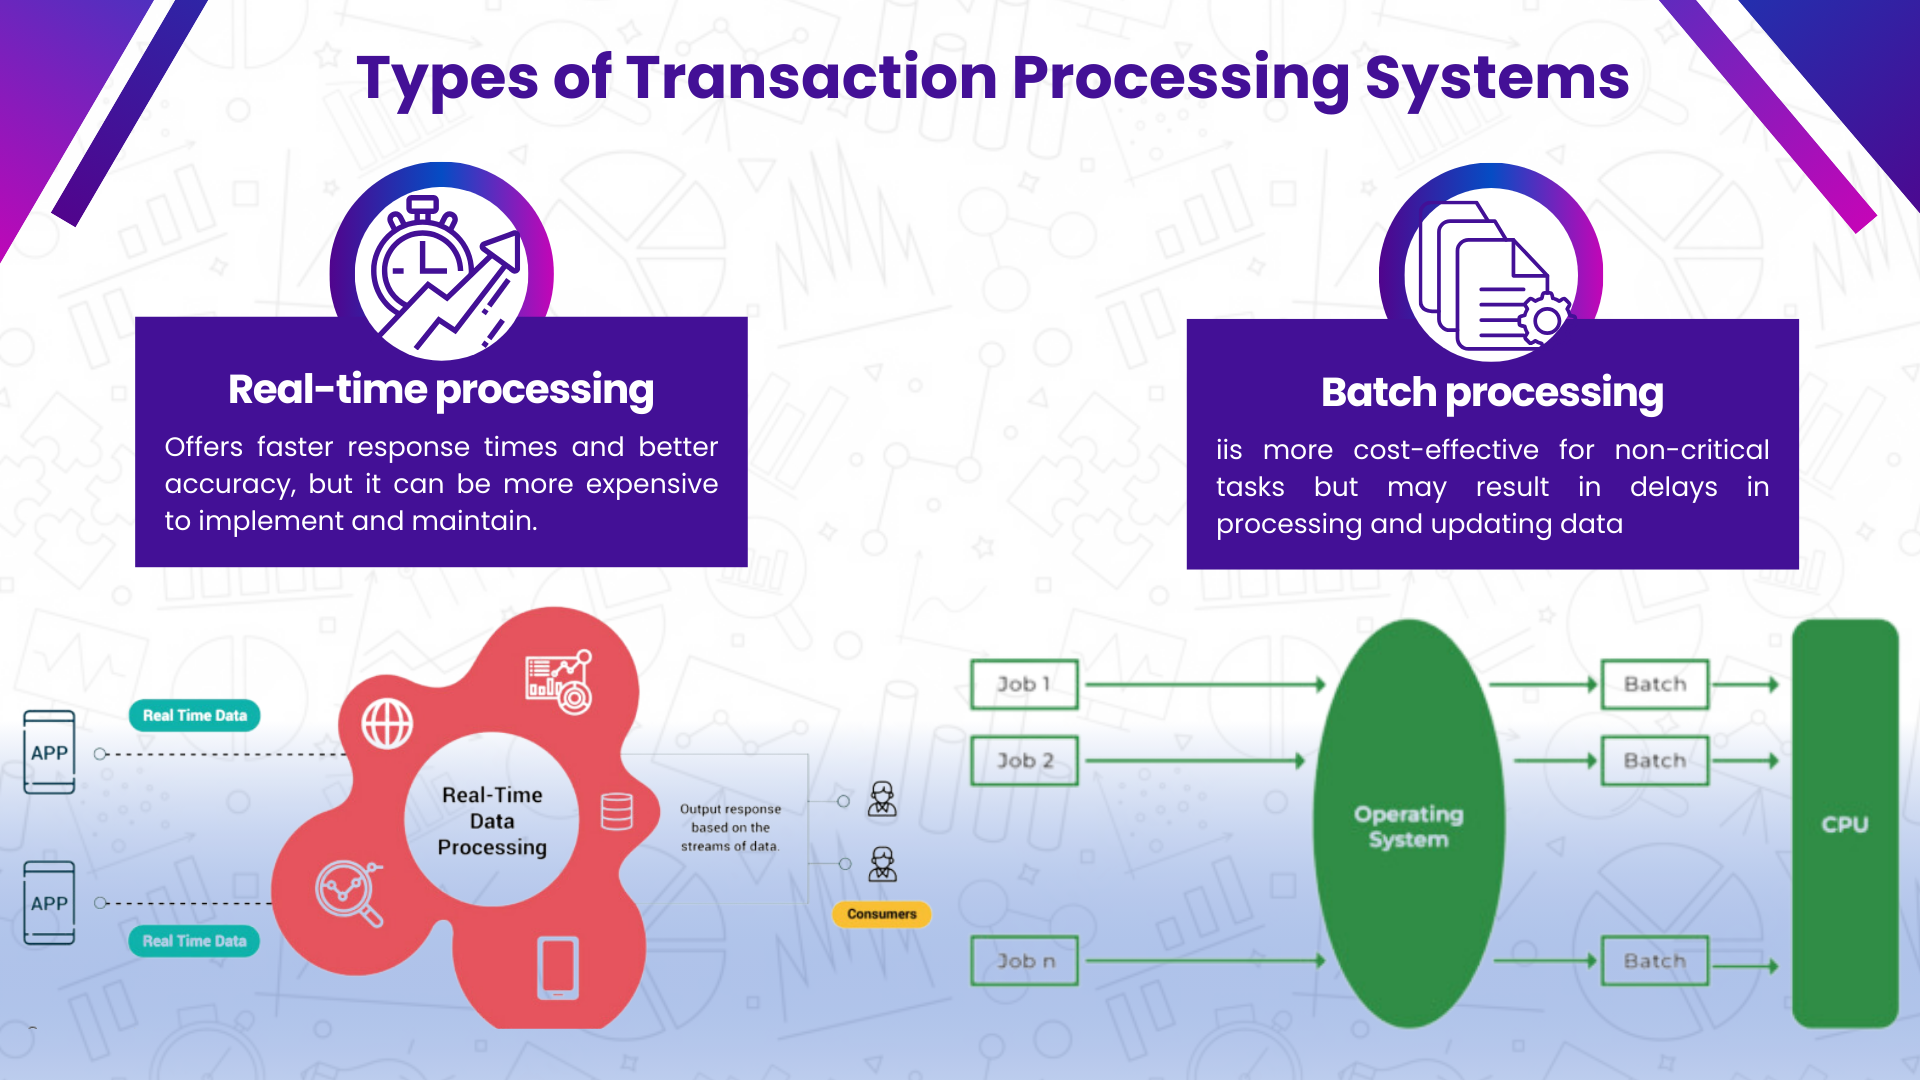 Types of Transaction Processing Systems
Real-time processing
Offers faster response times and better
accuracy, but it can be more expensive
to implement and maintain.
Batch processing
iis more cost-effective for non-critical
tasks but may result in delays in
processing and updating data
APP
Real Time Data
APP
Real Time Data
Real-Time
Data
Processing
Output response
based on the
streams of data.
Consumers
Job 1
Job 2
Job n
Operating
System
Batch
Batch
Batch
CPU